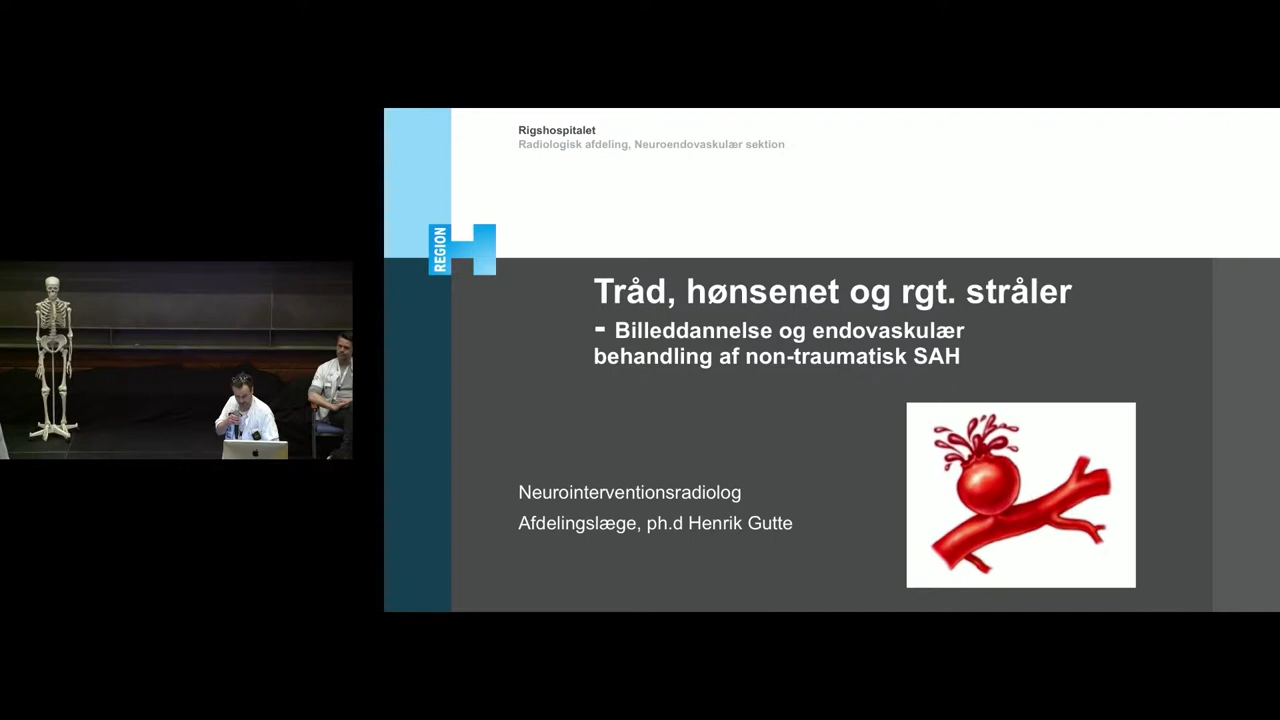 Rigshospitalet
Radiologisk afdeling, Neuroendovaskulær sektion
REGION
Tråd, hønsenet og rgt. stråler
- Billeddannelse og endovaskulær
behandling af non-traumatisk SAH
Neurointerventionsradiolog
Afdelingslæge, ph.d Henrik Gutte